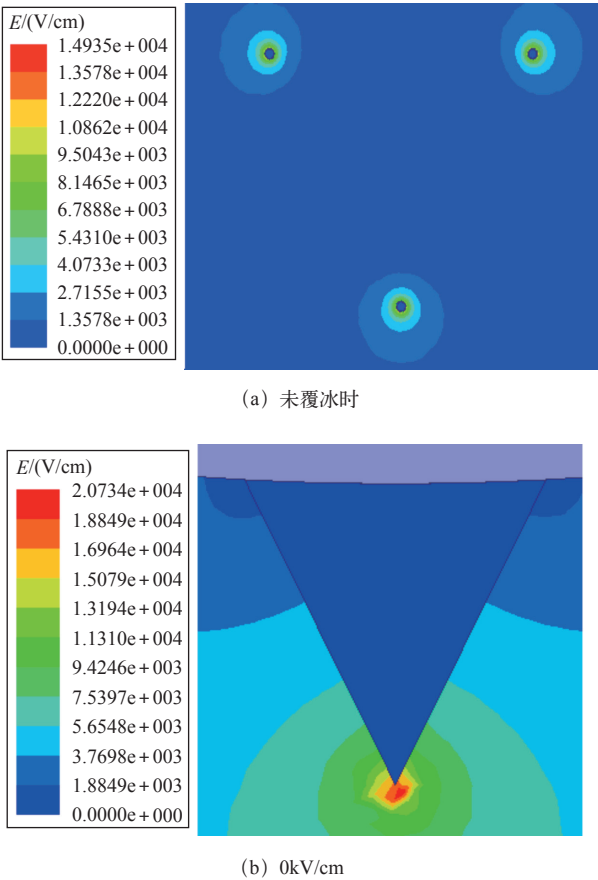 E/(V/cm)
1.4935e+004
1.3578e+004
1.2220e+004
1.0862e+004
9.5043e+003
8.1465e+003
6.7888e+003
5.4310e+003
4.0733e+003
2.7155e+003
1.3578e+003
0.0000e+000
(a) 未覆冰时
E/(V/cm)
2.0734e+004
1.8849e+004
1.6964e+004
1.5079e+004
1.3194e+004
1.1310e+004
9.4246e+003
7.5397e+003
5.6548e+003
3.7698e+003
1.8849e+003
0.0000e+000
(b) 0kV/cm